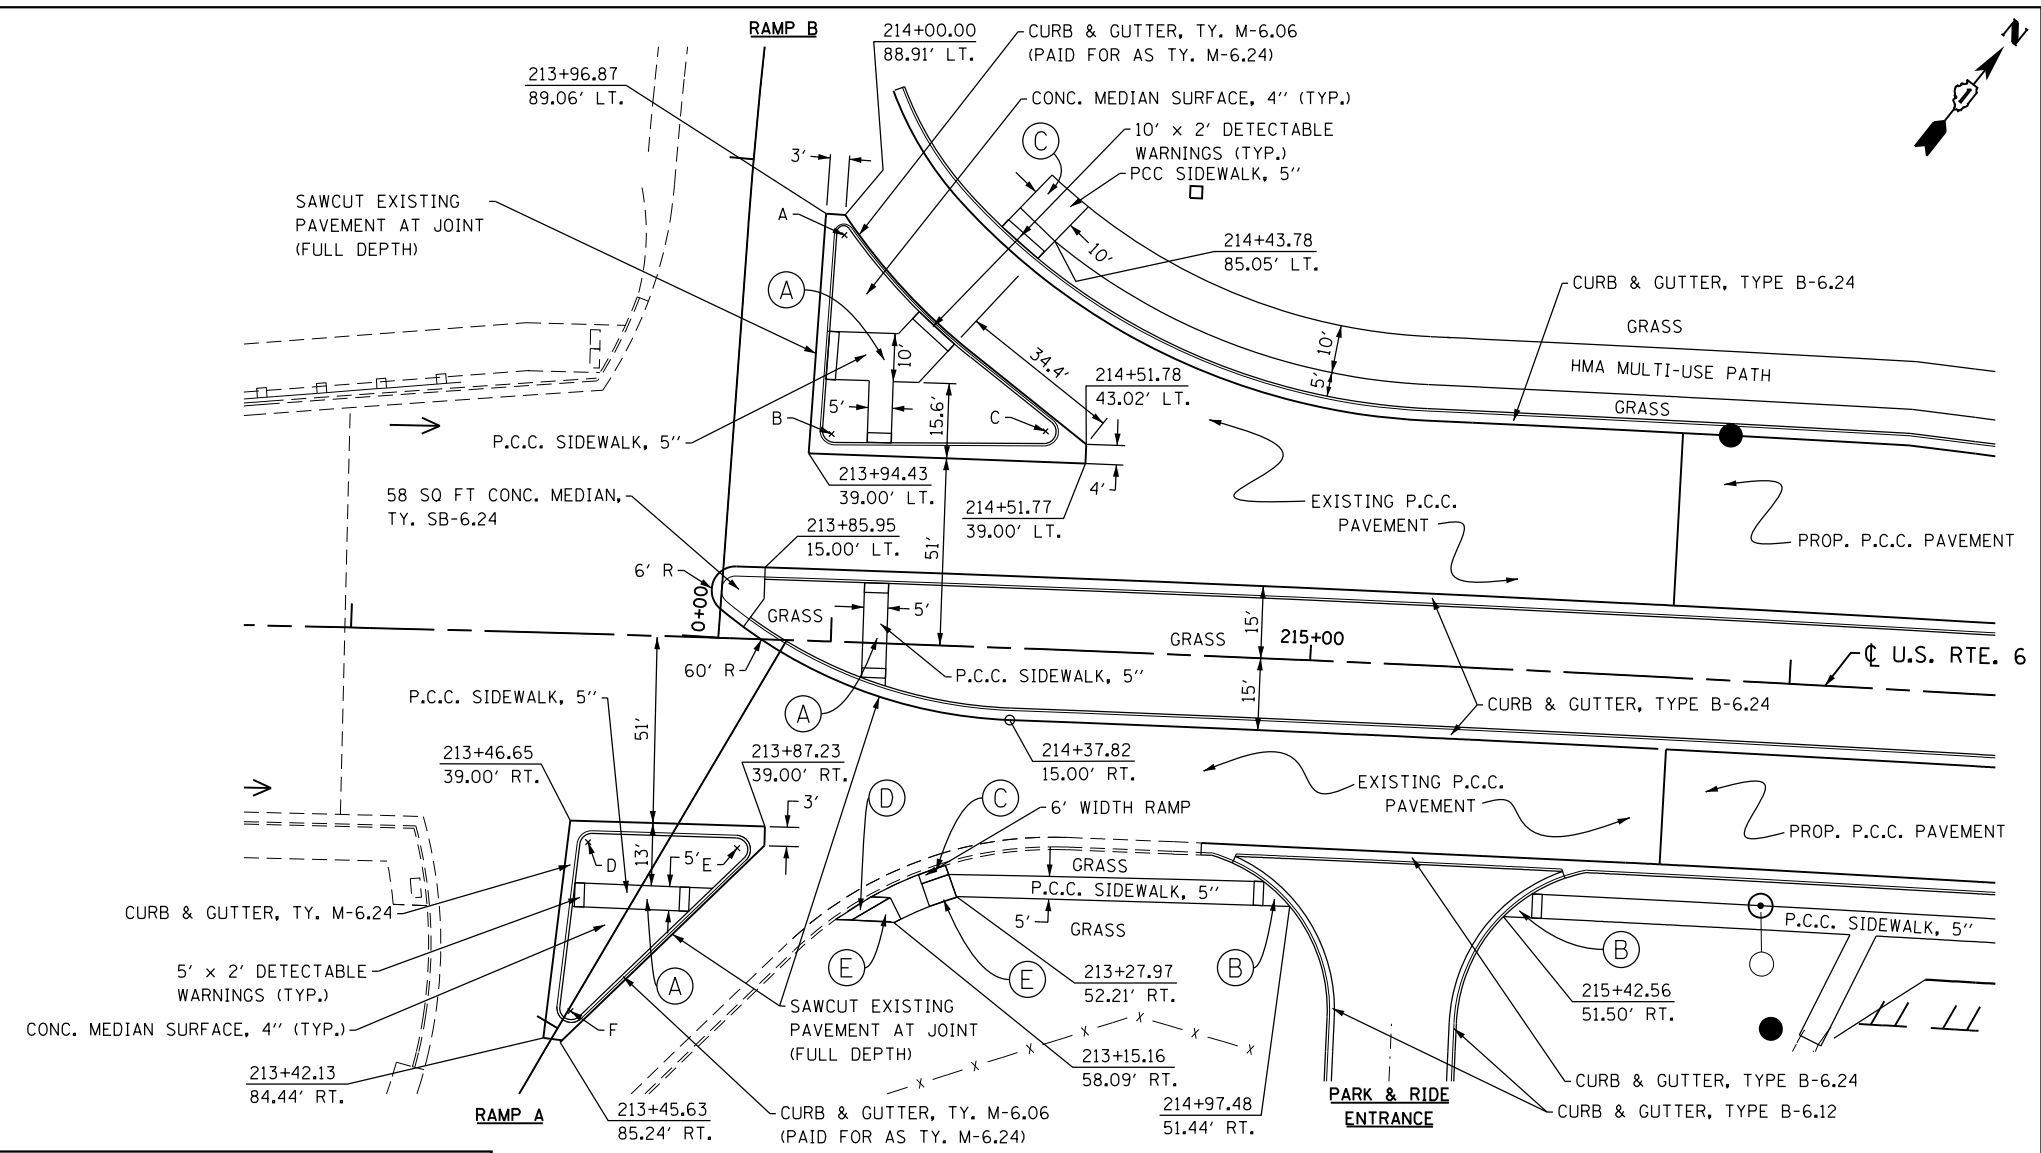 RAMP B
214+00.00
88.91' LT.
CURB & GUTTER, TY. M-6.06
(PAID FOR AS TY. M-6.24)
N
213+96.87
89.06' LT.
CONC. MEDIAN SURFACE, 4'' (TYP.)
10' x 2' DETECTABLE
WARNINGS (TYP.)
C
PCC SIDEWALK, 5''
3'
SAWCUT EXISTING
PAVEMENT AT JOINT
(FULL DEPTH)
A
10'
214+43.78
85.05' LT.
A
CURB & GUTTER, TYPE B-6.24
GRASS
10'
HMA MULTI-USE PATH
5'
GRASS
10'
34.4'
214+51.78
43.02' LT.
5'
15.6'
B
C
P.C.C. SIDEWALK, 5''
213+94.43
39.00' LT.
4'
58 SQ FT CONC. MEDIAN,
TY. SB-6.24
214+51.77
39.00' LT.
EXISTING P.C.C.
PAVEMENT
213+85.95
15.00' LT.
51'
PROP. P.C.C. PAVEMENT
6' R
0+00
GRASS
5'
GRASS
15'
215+00
℄ U.S. RTE. 6
60' R
P.C.C. SIDEWALK, 5''
15'
P.C.C. SIDEWALK, 5''
A
CURB & GUTTER, TYPE B-6.24
51'
213+46.65
39.00' RT.
213+87.23
39.00' RT.
214+37.82
15.00' RT.
3'
D
C
6' WIDTH RAMP
EXISTING P.C.C.
PAVEMENT
PROP. P.C.C. PAVEMENT
D
13'
5'
E
GRASS
P.C.C. SIDEWALK, 5''
5'
GRASS
CURB & GUTTER, TY. M-6.24
P.C.C. SIDEWALK, 5''
5' x 2' DETECTABLE
WARNINGS (TYP.)
A
E
E
B
B
213+27.97
52.21' RT.
215+42.56
51.50' RT.
CONC. MEDIAN SURFACE, 4'' (TYP.)
F
SAWCUT EXISTING
PAVEMENT AT JOINT
(FULL DEPTH)
x x x x x
213+42.13
84.44' RT.
213+15.16
58.09' RT.
CURB & GUTTER, TYPE B-6.24
RAMP A
213+45.63
85.24' RT.
CURB & GUTTER, TY. M-6.06
(PAID FOR AS TY. M-6.24)
214+97.48
51.44' RT.
PARK & RIDE
ENTRANCE
CURB & GUTTER, TYPE B-6.12